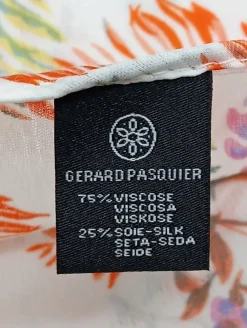 GERARD PASQUIER
75% VISCOSE
VISCOSA
VISKOSE
25% SOIE-SILK
SETA-SEDA
SEIDE